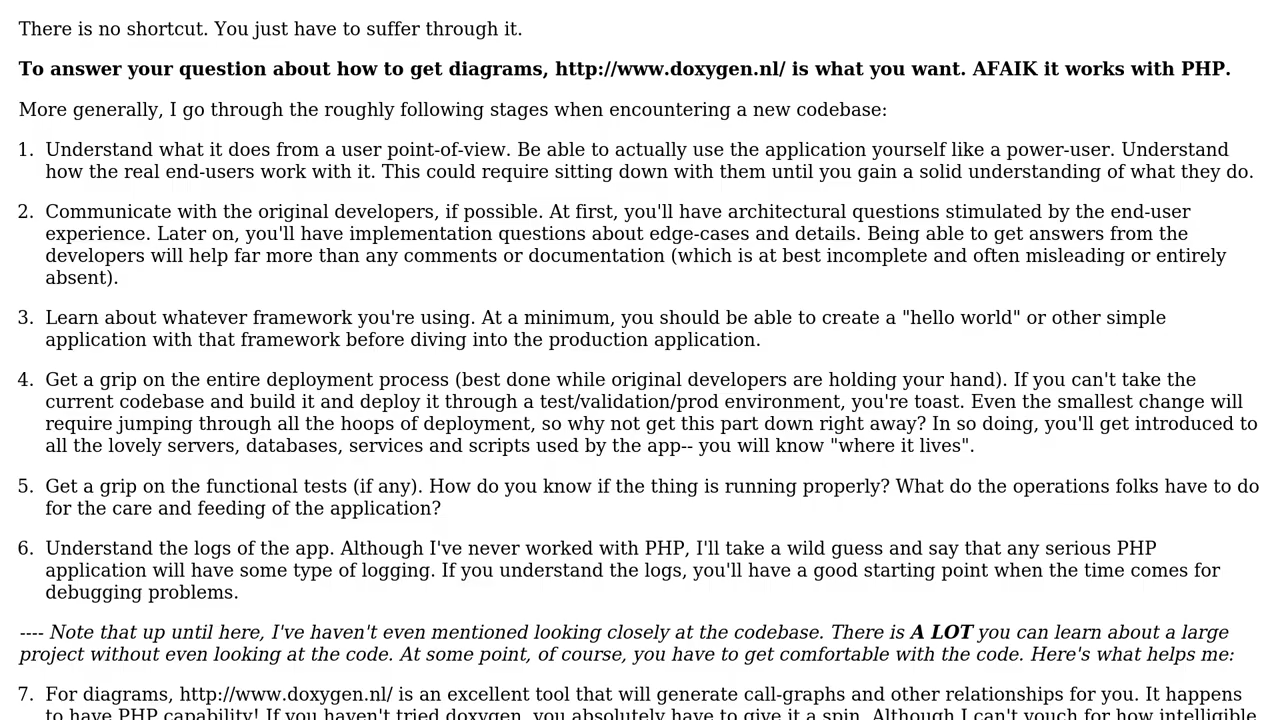 There is no shortcut. You just have to suffer through it.
To answer your question about how to get diagrams, http://www.doxygen.nl/ is what you want. AFAIK it works with PHP.
More generally, I go through the roughly following stages when encountering a new codebase:
1. Understand what it does from a user point-of-view. Be able to actually use the application yourself like a power-user. Understand
how the real end-users work with it. This could require sitting down with them until you gain a solid understanding of what they do.
2. Communicate with the original developers, if possible. At first, you'll have architectural questions stimulated by the end-user
experience. Later on, you'll have implementation questions about edge-cases and details. Being able to get answers from the
developers will help far more than any comments or documentation (which is at best incomplete and often misleading or entirely
absent).
3. Learn about whatever framework you're using. At a minimum, you should be able to create a "hello world" or other simple
application with that framework before diving into the production application.
4. Get a grip on the entire deployment process (best done while original developers are holding your hand). If you can't take the
current codebase and build it and deploy it through a test/validation/prod environment, you're toast. Even the smallest change will
require jumping through all the hoops of deployment, so why not get this part down right away? In so doing, you'll get introduced to
all the lovely servers, databases, services and scripts used by the app-- you will know "where it lives".
5. Get a grip on the functional tests (if any). How do you know if the thing is running properly? What do the operations folks have to do
for the care and feeding of the application?
6. Understand the logs of the app. Although I've never worked with PHP, I'll take a wild guess and say that any serious PHP
application will have some type of logging. If you understand the logs, you'll have a good starting point when the time comes for
debugging problems.
---- Note that up until here, I've haven't even mentioned looking closely at the codebase. There is A LOT you can learn about a large
project without even looking at the code. At some point, of course, you have to get comfortable with the code. Here's what helps me:
7. For diagrams, http://www.doxygen.nl/ is an excellent tool that will generate call-graphs and other relationships for you. It happens
to have PHP capability! If you haven't tried doxygen, you absolutely have to give it a spin. Although I can't vouch for how intelligible